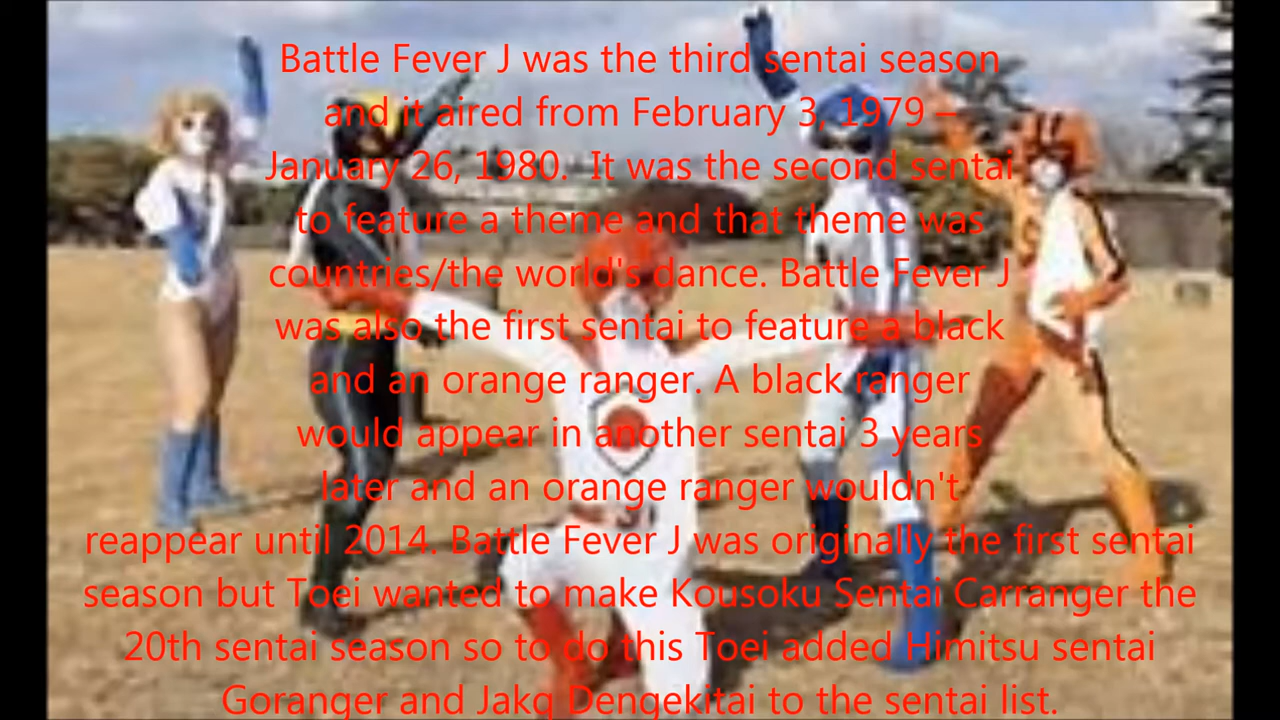 Battle Fever J was the third sentai season
and it aired from February 3, 1979 –
January 26, 1980.  It was the second sentai
to feature a theme and that theme was
countries/the world's dance. Battle Fever J
was also the first sentai to feature a black
and an orange ranger. A black ranger
would appear in another sentai 3 years
later and an orange ranger wouldn't
reappear until 2014. Battle Fever J was originally the first sentai
season but Toei wanted to make Kousoku Sentai Carranger the
20th sentai season so to do this Toei added Himitsu sentai
Goranger and Jakq Dengekitai to the sentai list.